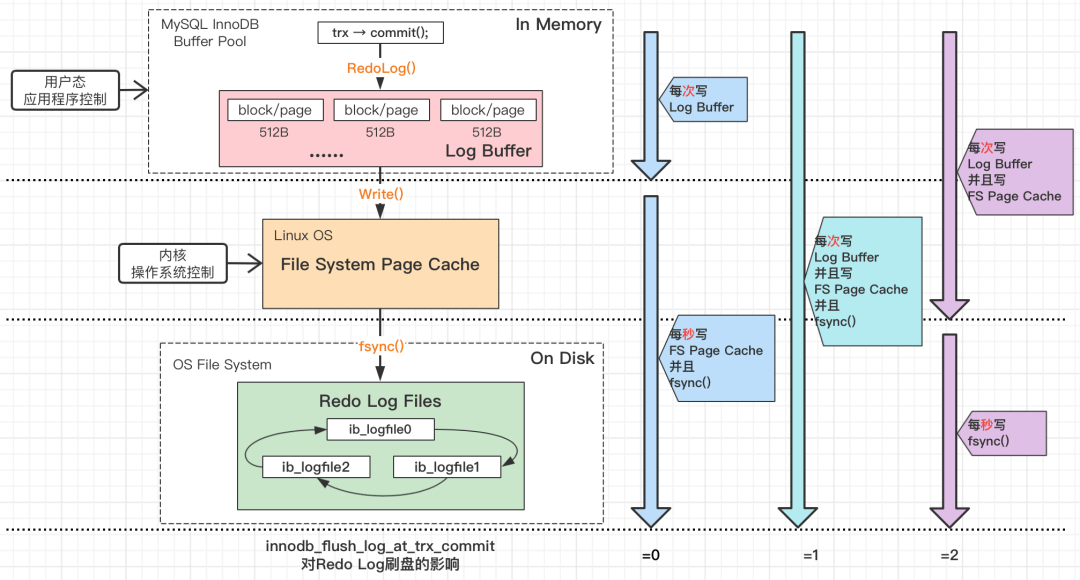 MySQL InnoDB
Buffer Pool
In Memory
trx → commit();
RedoLog()
用户态
应用程序控制
block/page
block/page
block/page
512B
512B
512B
......
Log Buffer
Write()
内核
操作系统控制
Linux OS
File System Page Cache
fsync()
OS File System
On Disk
Redo Log Files
ib_logfile0
ib_logfile2
ib_logfile1
innodb_flush_log_at_trx_commit
对Redo Log刷盘的影响
每次写
Log Buffer
每秒写
FS Page Cache
并且
fsync()
=0
每次写
Log Buffer
并且写
FS Page Cache
并且
fsync()
=1
每次写
Log Buffer
并且写
FS Page Cache
每秒写
fsync()
=2